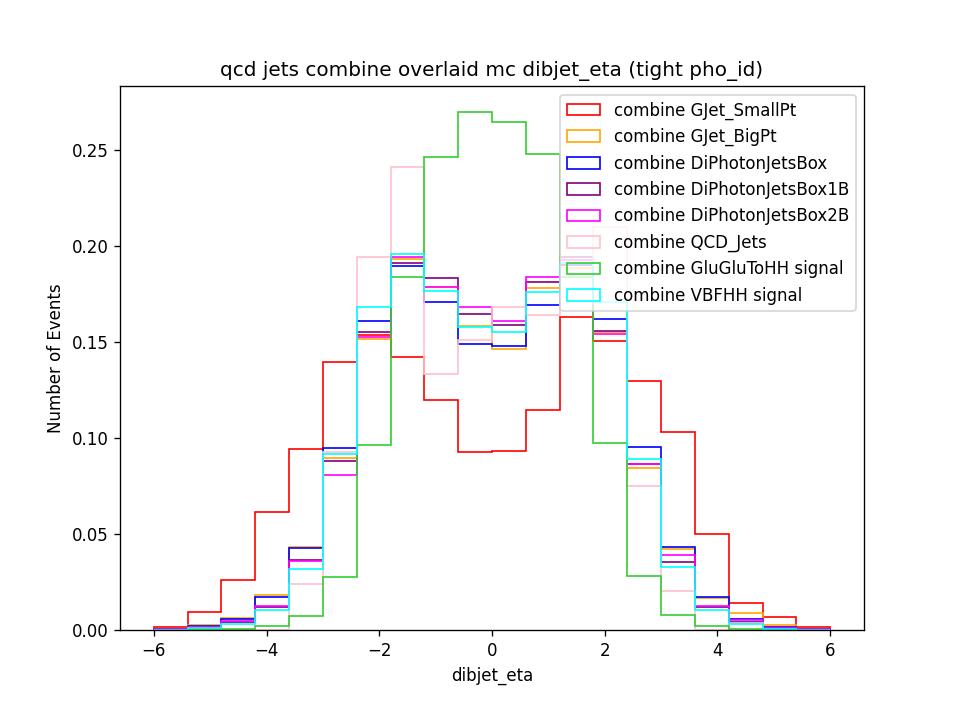 qcd jets combine overlaid mc dibjet_eta (tight pho_id)
combine GJet_SmallPt
combine GJet_BigPt
combine DiPhotonJetsBox
combine DiPhotonJetsBox1B
combine DiPhotonJetsBox2B
combine QCD_Jets
combine GluGluToHH signal
combine VBFHH signal
Number of Events
0.25
0.20
0.15
0.10
0.05
0.00
−6
−4
−2
0
2
4
6
dibjet_eta